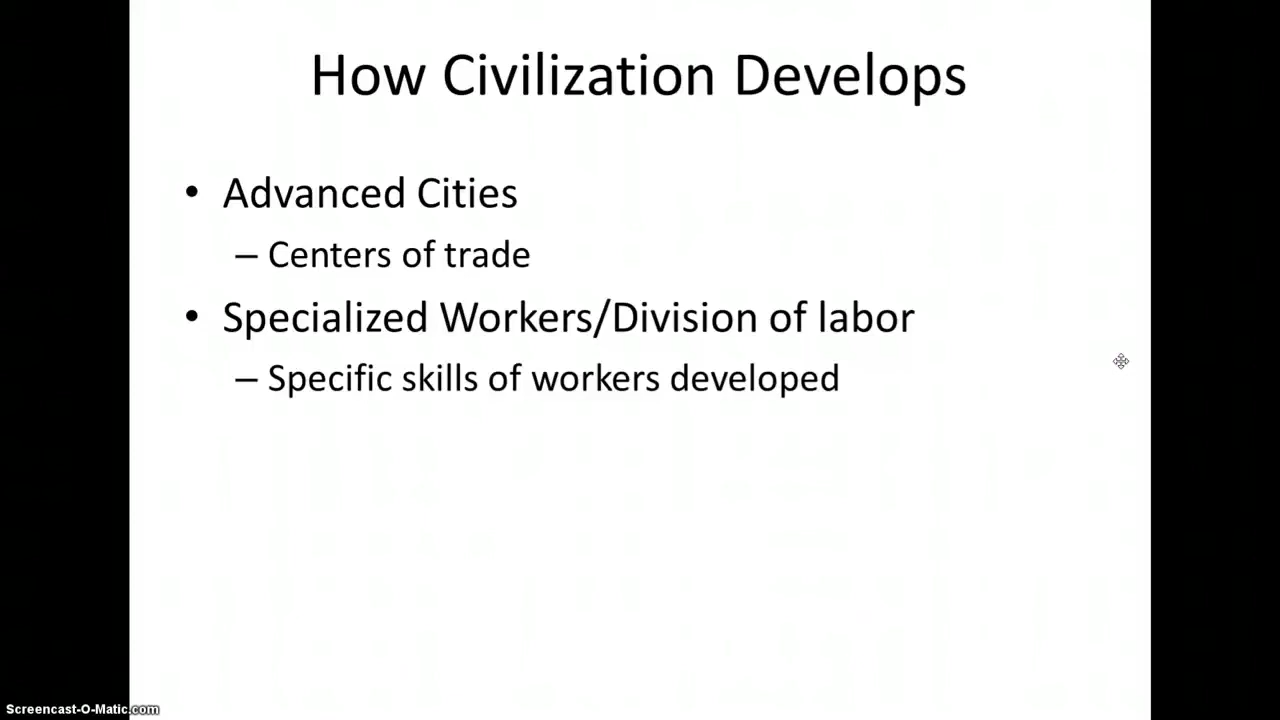 How Civilization Develops
• Advanced Cities
– Centers of trade
• Specialized Workers/Division of labor
– Specific skills of workers developed
Screencast-O-Matic.com